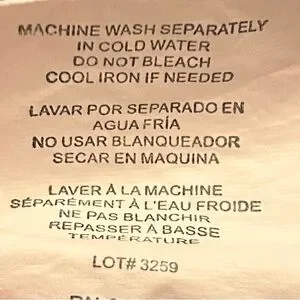 MACHINE WASH SEPARATELY
IN COLD WATER
DO NOT BLEACH
COOL IRON IF NEEDED
LAVAR POR SEPARADO EN
AGUA FRÍA
NO USAR BLANQUEADOR
SECAR EN MAQUINA
LAVER À LA MACHINE
SÉPARÉMENT À L'EAU FROIDE
NE PAS BLANCHIR
REPASSER À BASSE
TEMPÉRATURE
LOT# 3259